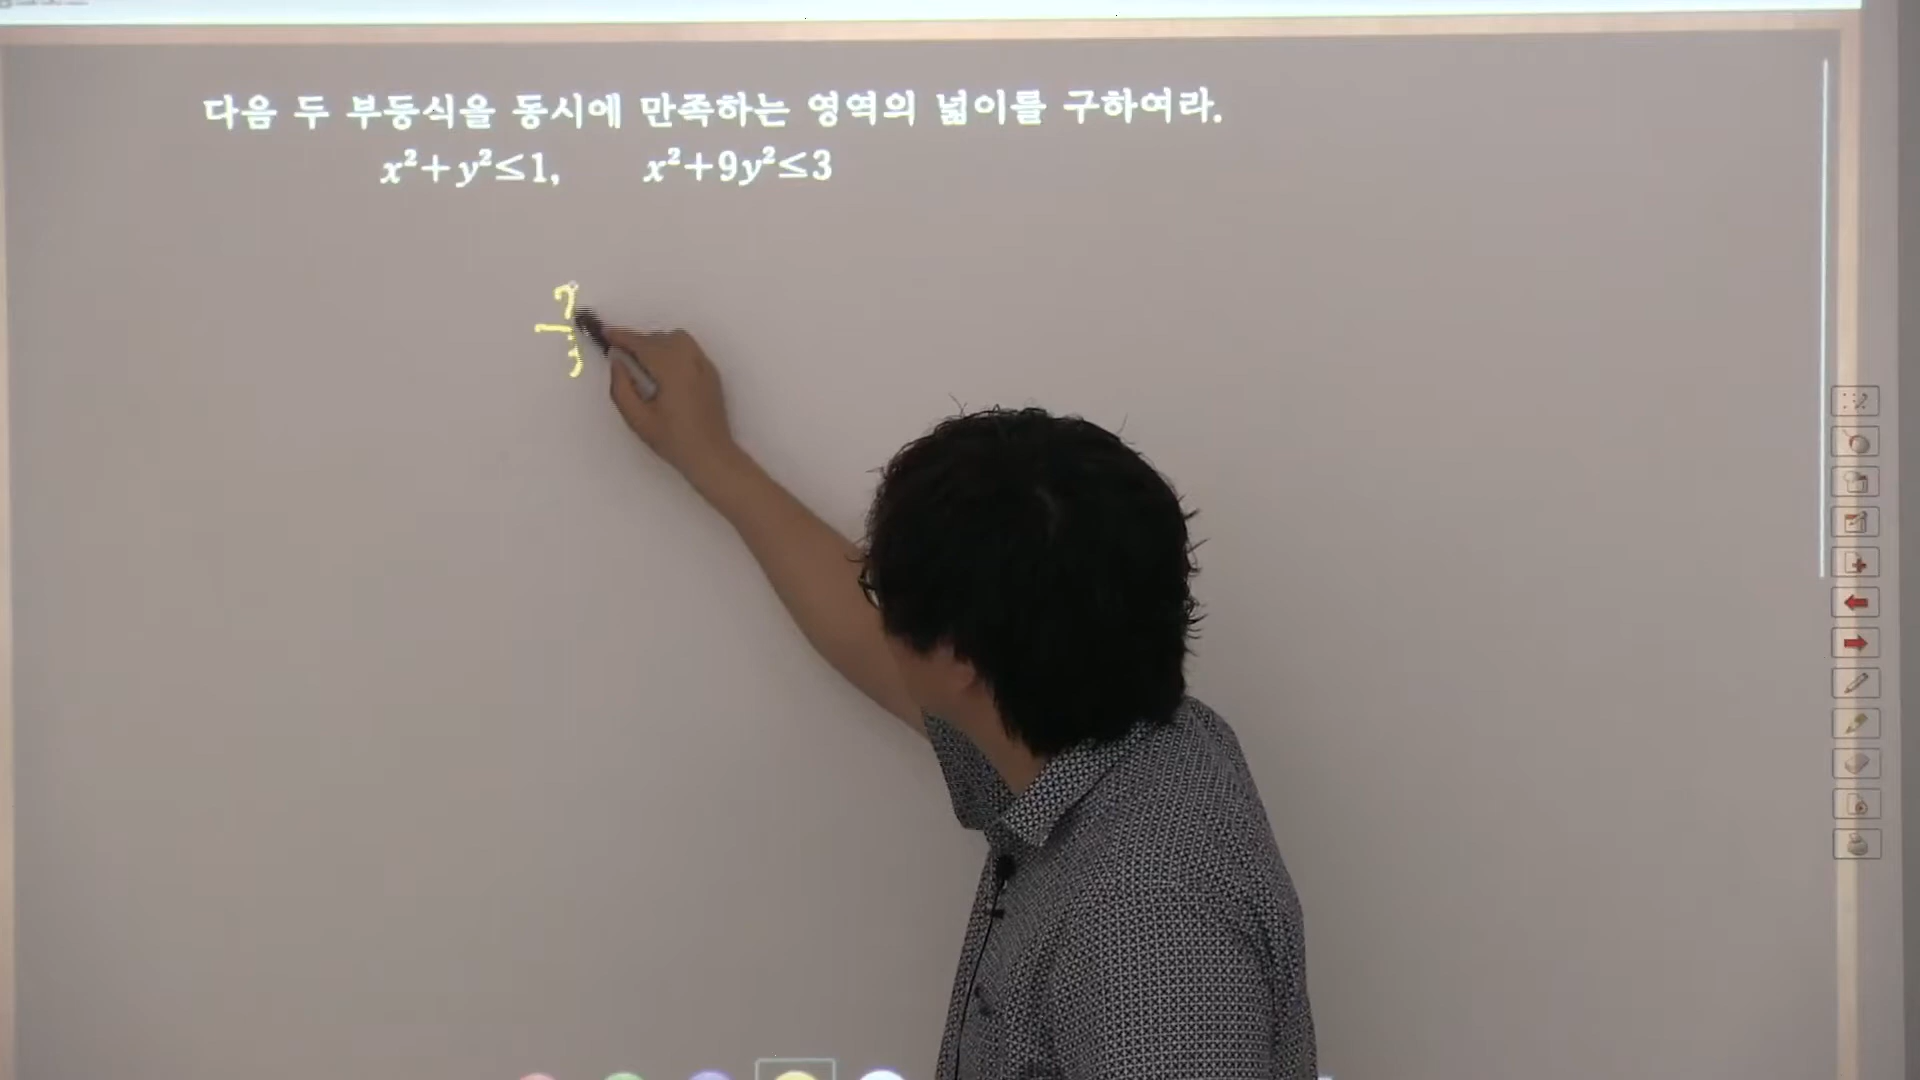 다음 두 부등식을 동시에 만족하는 영역의 넓이를 구하여라.
x²+y²≤1, x²+9y²≤3